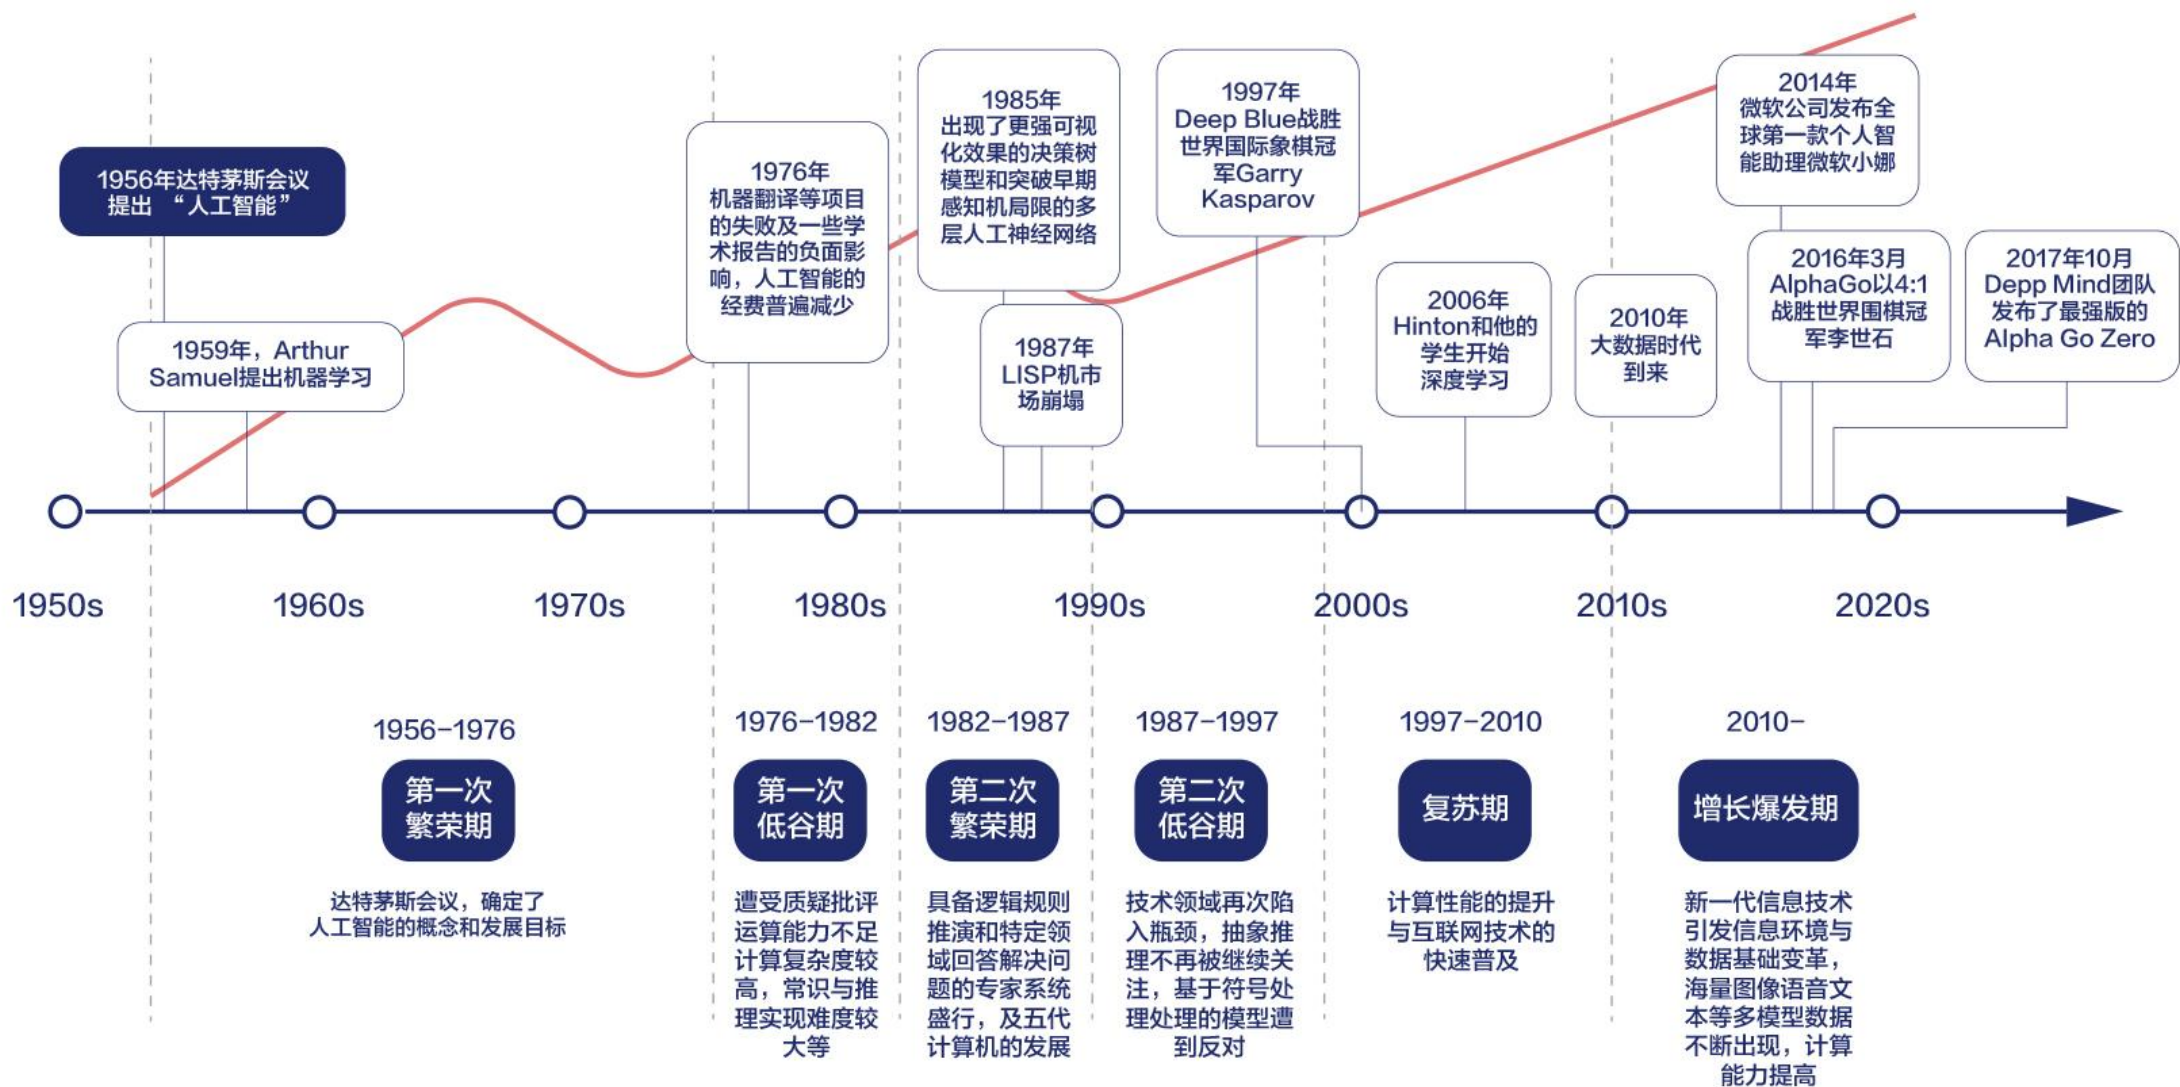 1956年达特茅斯会议
提出 “人工智能”
1959年，Arthur
Samuel提出机器学习
1976年
机器翻译等项目
的失败及一些学
术报告的负面影
响，人工智能的
经费普遍减少
1985年
出现了更强可视
化效果的决策树
模型和突破早期
感知机局限的多
层人工神经网络
1987年
LISP机市
场崩塌
1997年
Deep Blue战胜
世界国际象棋冠
军Garry
Kasparov
2006年
Hinton和他的
学生开始
深度学习
2010年
大数据时代
到来
2014年
微软公司发布全
球第一款个人智
能助理微软小娜
2016年3月
AlphaGo以4:1
战胜世界围棋冠
军李世石
2017年10月
Depp Mind团队
发布了最强版的
Alpha Go Zero
1950s
1960s
1970s
1980s
1990s
2000s
2010s
2020s
1956-1976
第一次
繁荣期
达特茅斯会议，确定了
人工智能的概念和发展目标
1976-1982
第一次
低谷期
遭受质疑批评
运算能力不足
计算复杂度较
高，常识与推
理实现难度较
大等
1982-1987
第二次
繁荣期
具备逻辑规则
推演和特定领
域回答解决问
题的专家系统
盛行，及五代
计算机的发展
1987-1997
第二次
低谷期
技术领域再次陷
入瓶颈，抽象推
理不再被继续关
注，基于符号处
理处理的模型遭
到反对
1997-2010
复苏期
计算性能的提升
与互联网技术的
快速普及
2010-
增长爆发期
新一代信息技术
引发信息环境与
数据基础变革，
海量图像语音文
本等多模型数据
不断出现，计算
能力提高